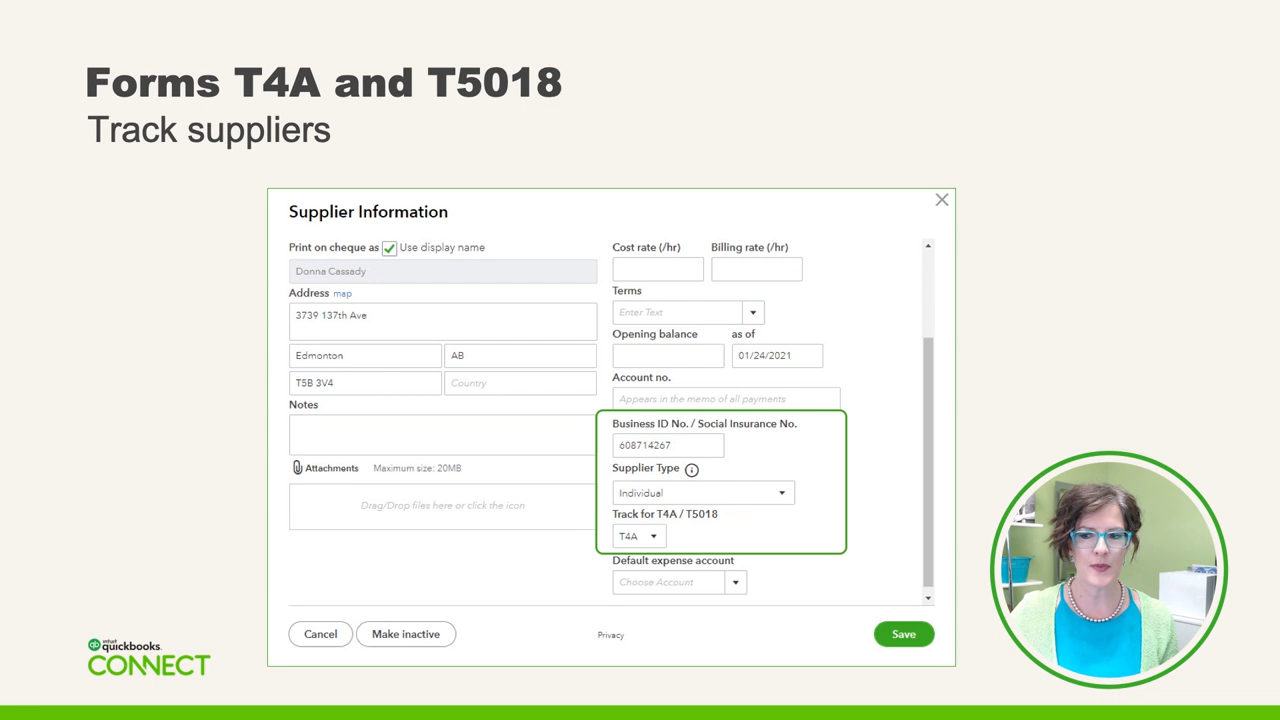 Forms T4A and T5018
Track suppliers
Supplier Information
Print on cheque as Use display name
Donna Cassady
Address map
3739 137th Ave
Edmonton
AB
T5B 3V4
Country
Notes
Attachments Maximum size: 20MB
Drag/Drop files here or click the icon
Cost rate (/hr) Billing rate (/hr)
Terms
Enter Text
Opening balance as of
01/24/2021
Account no.
Appears in the memo of all payments
Business ID No. / Social Insurance No.
608714267
Supplier Type
Individual
Track for T4A / T5018
T4A
Default expense account
Choose Account
Cancel
Make inactive
Privacy
Save
intuit
quickbooks.
CONNECT